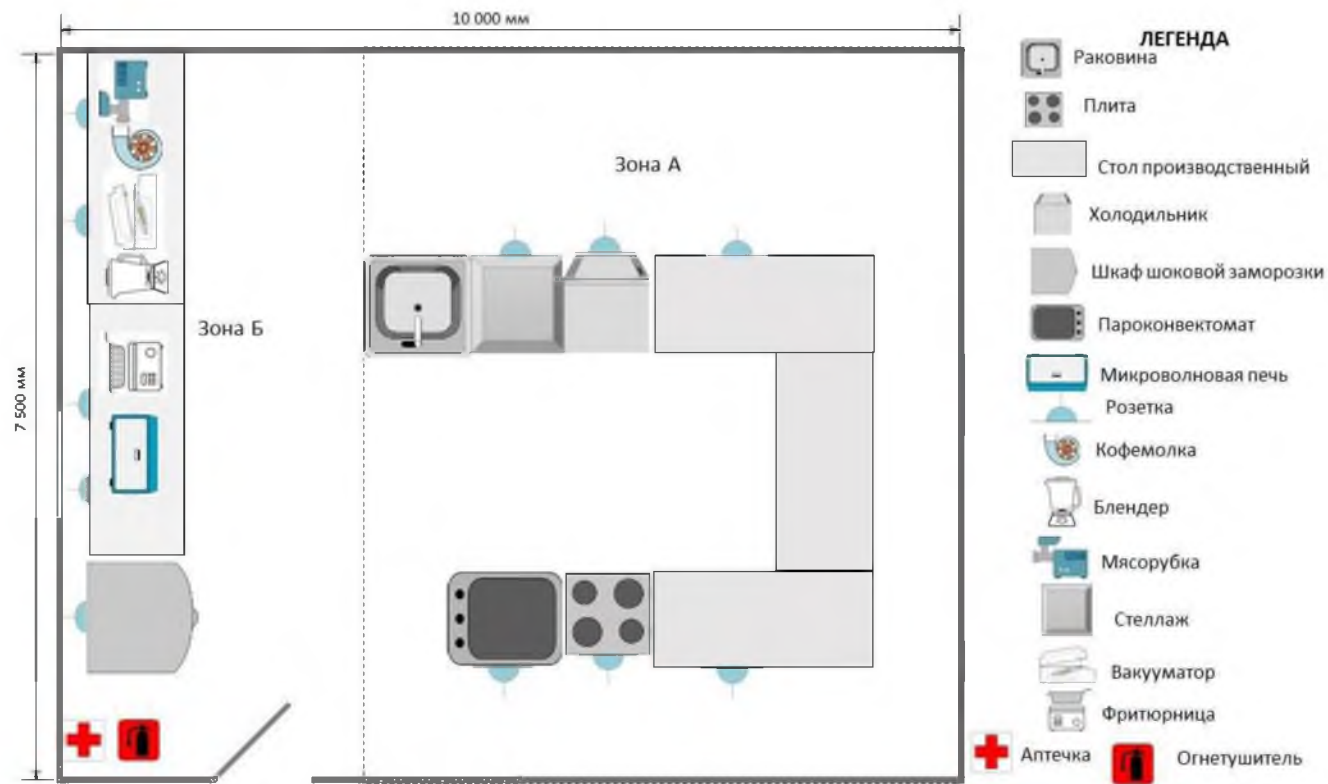 10 000 мм
7 500 мм
Зона А
Зона Б
ЛЕГЕНДА
Раковина
Плита
Стол производственный
Холодильник
Шкаф шоковой заморозки
Пароконвектомат
Микроволновая печь
Розетка
Кофемолка
Блендер
Мясорубка
Стеллаж
Вакууматор
Фритюрница
Аптечка
Огнетушитель